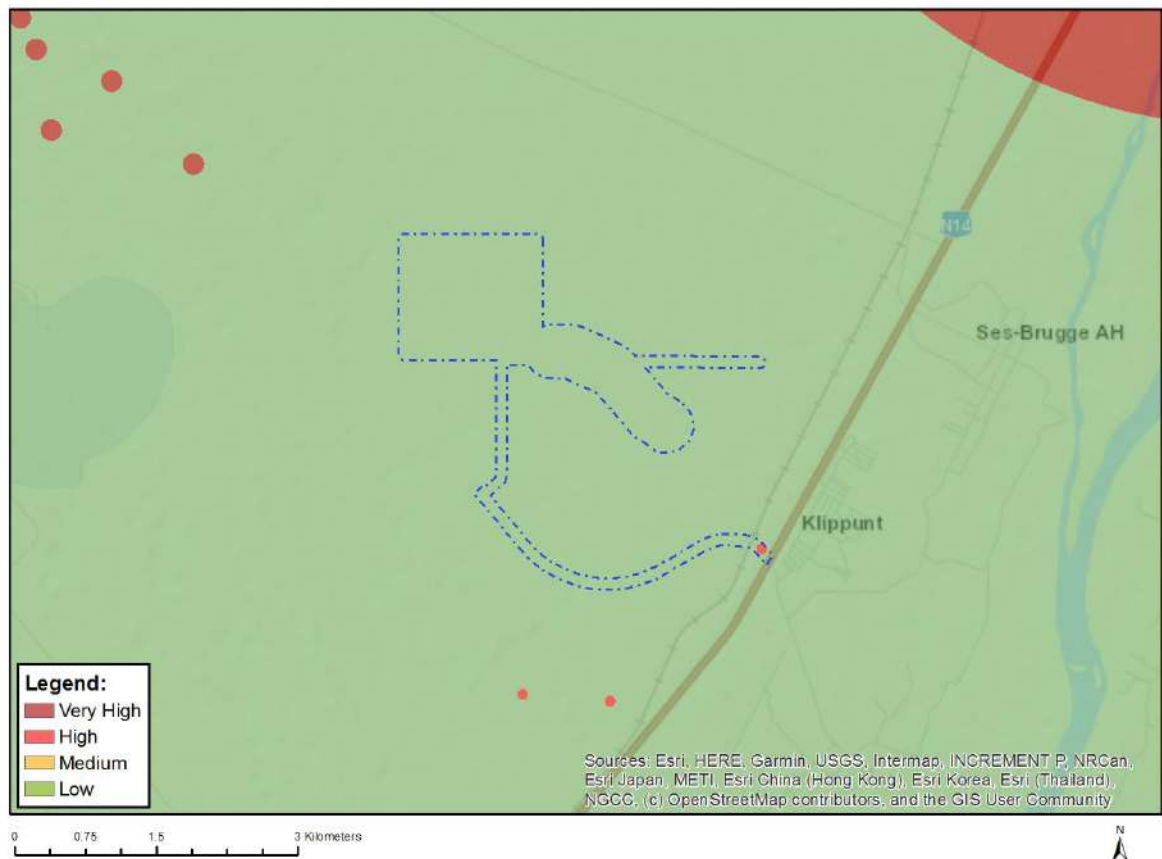 N14
Ses-Brugge AH
Klippunt
Legend:
Very High
High
Medium
Low
Sources: Esri, HERE, Garmin, USGS, Intermap, INCREMENT P, NRCan,
Esri Japan, METI, Esri China (Hong Kong), Esri Korea, Esri (Thailand),
NGCC, (c) OpenStreetMap contributors, and the GIS User Community
0 0.75 1.5 3 Kilometers
N